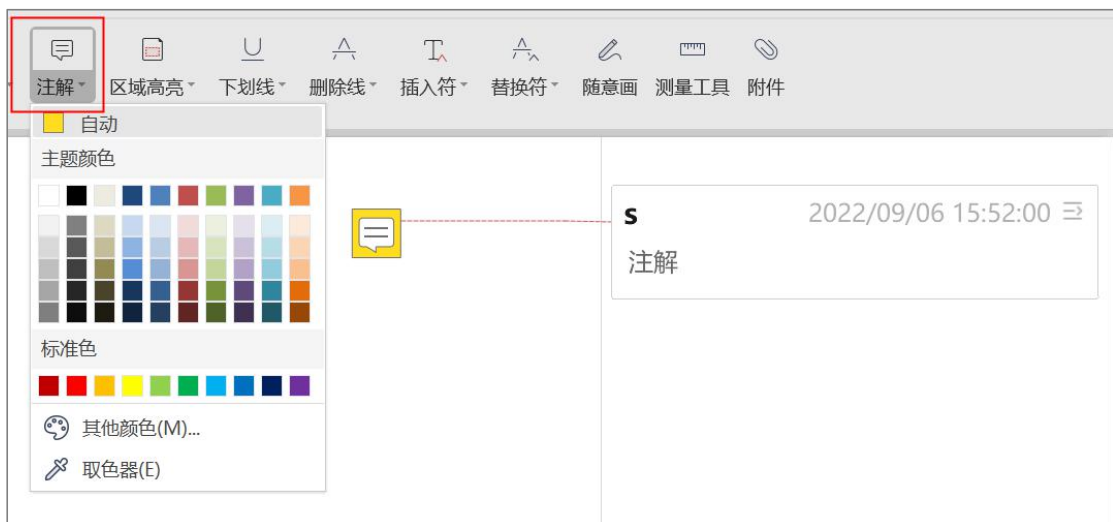 注解 区域高亮 下划线 删除线 插入符 替换符 随意画 测量工具 附件
自动
主题颜色
s 2022/09/06 15:52:00
注解
标准色
其他颜色(M)...
取色器(E)